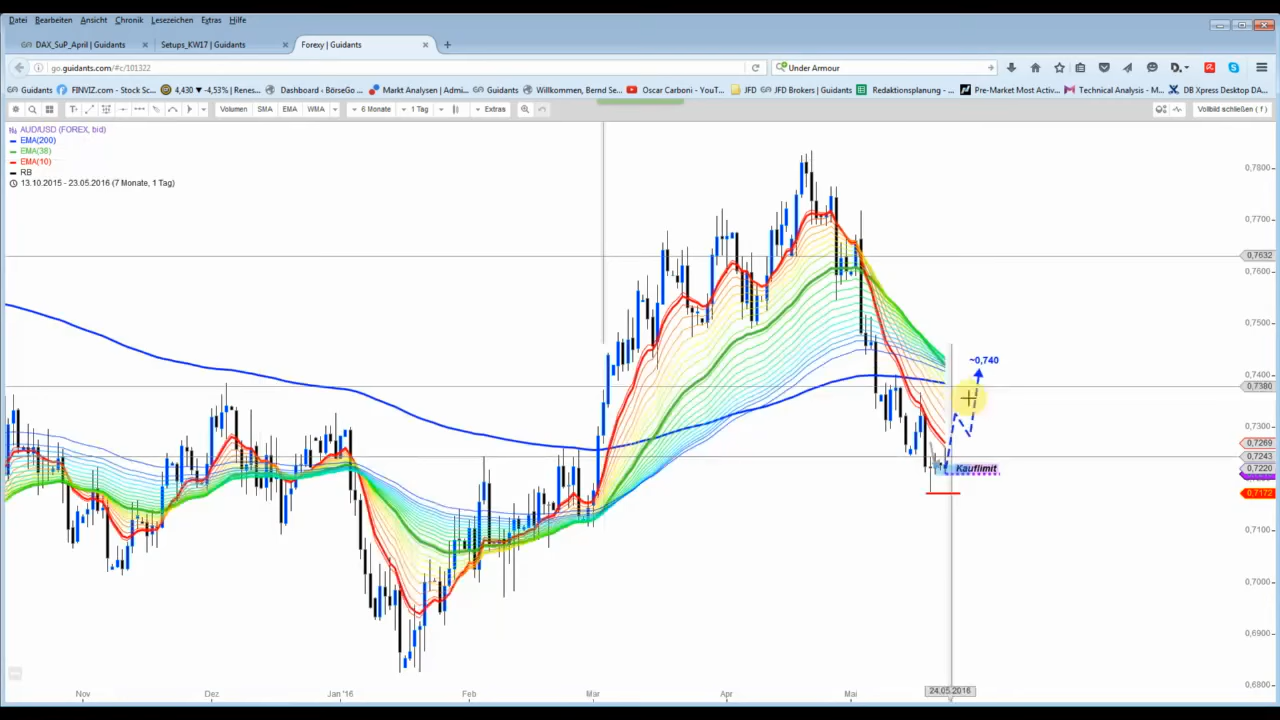 Datei Bearbeiten Ansicht Chronik Lesezeichen Extras Hilfe
DAX_SuP_April | Guidants Setups_KW17 | Guidants Forexy | Guidants
go.guidants.com/#c/101322 Under Armour
Guidants FINVIZ.com - Stock Sc... 4,430 ▼ -4,53% | Renes... Dashboard ‹ BörseGo ... Markt Analysen | Admi... Guidants Willkommen, Bernd Se... Oscar Carboni - YouT... JFD JFD Brokers | Guidants Redaktionsplanung - ... Pre-Market Most Activ... Technical Analysis - M... DB Xpress Desktop DA...
Volumen SMA EMA WMA 6 Monate 1 Tag Extras Vollbild schließen ( f )
AUD/USD (FOREX, bid)
EMA(200)
EMA(38)
EMA(10)
RB
13.10.2015 - 23.05.2016 (7 Monate, 1 Tag)
0,7800
0,7700
0,7632
0,7600
0,7500
~0,740
0,7400
0,7380
0,7300
0,7269
0,7243
Kauflimit
0,7220
0,7172
0,7100
0,7000
0,6900
0,6800
Nov Dez Jan '16 Feb Mär Apr Mai 24.05.2016